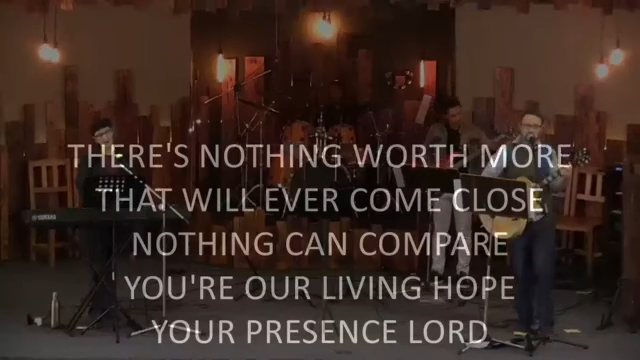 THERE'S NOTHING WORTH MORE
THAT WILL EVER COME CLOSE
NOTHING CAN COMPARE
YOU'RE OUR LIVING HOPE
YOUR PRESENCE LORD
YAMAHA